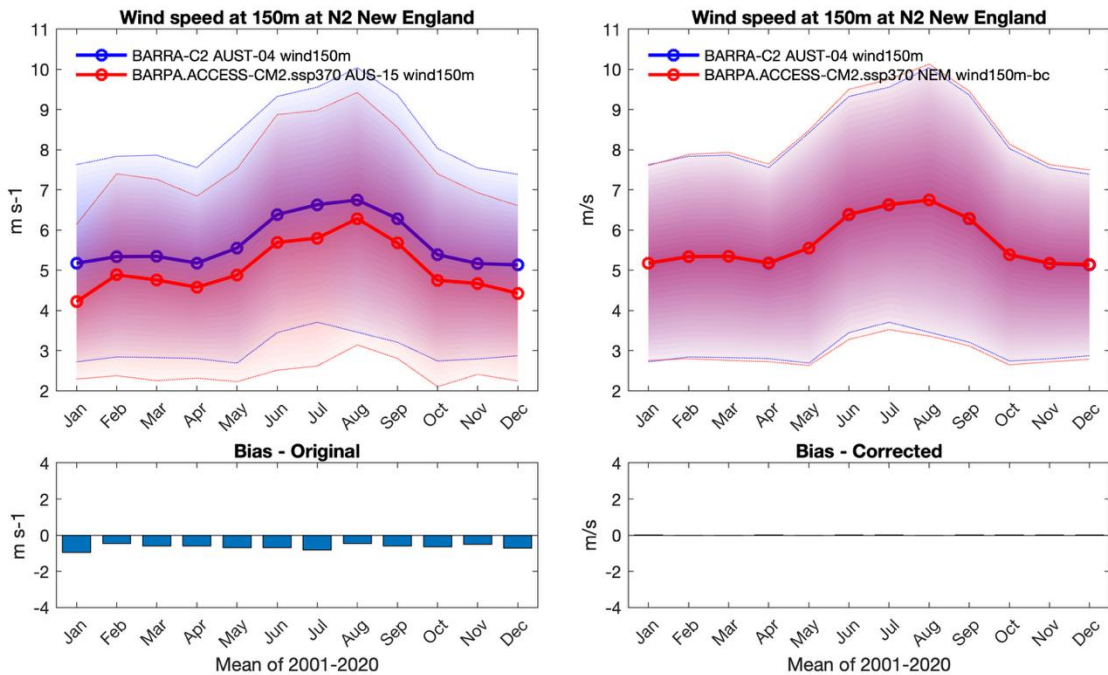 Wind speed at 150m at N2 New England
11
10
9
8
7
6
5
4
3
2
m s-1
BARRA-C2 AUST-04 wind150m
BARPA.ACCESS-CM2.ssp370 AUS-15 wind150m
Jan Feb Mar Apr May Jun Jul Aug Sep Oct Nov Dec
Wind speed at 150m at N2 New England
11
10
9
8
7
6
5
4
3
2
m/s
BARRA-C2 AUST-04 wind150m
BARPA.ACCESS-CM2.ssp370 NEM wind150m-bc
Jan Feb Mar Apr May Jun Jul Aug Sep Oct Nov Dec
Bias - Original
4
2
0
-2
-4
m s-1
Jan Feb Mar Apr May Jun Jul Aug Sep Oct Nov Dec
Mean of 2001-2020
Bias - Corrected
4
2
0
-2
-4
m/s
Jan Feb Mar Apr May Jun Jul Aug Sep Oct Nov Dec
Mean of 2001-2020